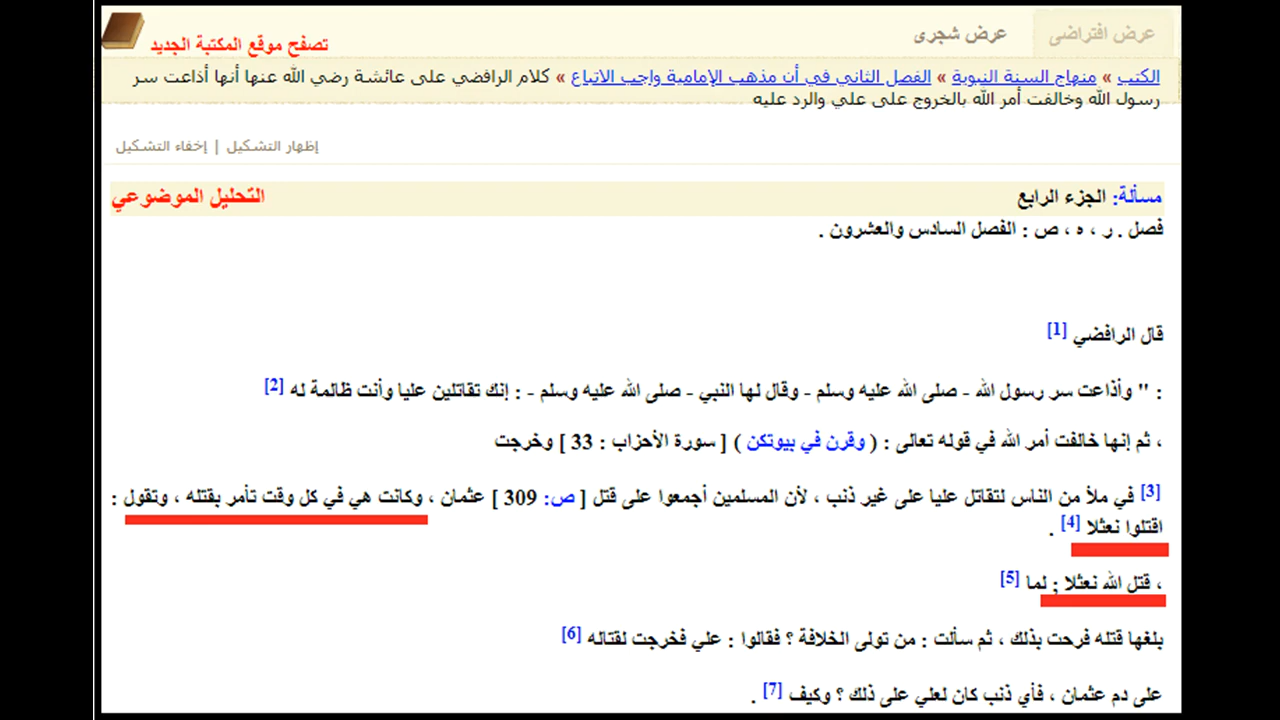 عرض افتراضى
عرض شجرى
تصفح موقع المكتبة الجديد
الكتب » منهاج السنة النبوية » الفصل الثاني في أن مذهب الإمامية واجب الاتباع » كلام الرافضي على عائشة رضي الله عنها أنها أذاعت سر
رسول الله وخالفت أمر الله بالخروج على علي والرد عليه
إظهار التشكيل | إخفاء التشكيل
مسألة: الجزء الرابع
التحليل الموضوعي
فصل . ر ، ه ، ص : الفصل السادس والعشرون .
قال الرافضي [1]
: " وأذاعت سر رسول الله - صلى الله عليه وسلم - وقال لها النبي - صلى الله عليه وسلم - : إنك تقاتلين عليا وأنت ظالمة له [2]
، ثم إنها خالفت أمر الله في قوله تعالى : ( وقرن في بيوتكن ) [ سورة الأحزاب : 33 ] وخرجت
[3] في ملأ من الناس لتقاتل عليا على غير ذنب ، لأن المسلمين أجمعوا على قتل [ ص: 309 ] عثمان ، وكانت هي في كل وقت تأمر بقتله ، وتقول :
اقتلوا نعثلا [4] .
، قتل الله نعثلا ; لما [5]
بلغها قتله فرحت بذلك ، ثم سألت : من تولى الخلافة ؟ فقالوا : علي فخرجت لقتاله [6]
على دم عثمان ، فأي ذنب كان لعلي على ذلك ؟ وكيف [7] .